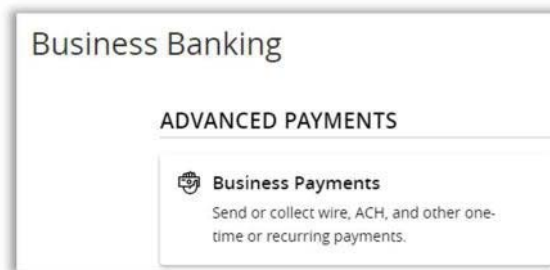 Business Banking
ADVANCED PAYMENTS
Business Payments
Send or collect wire, ACH, and other one-
time or recurring payments.